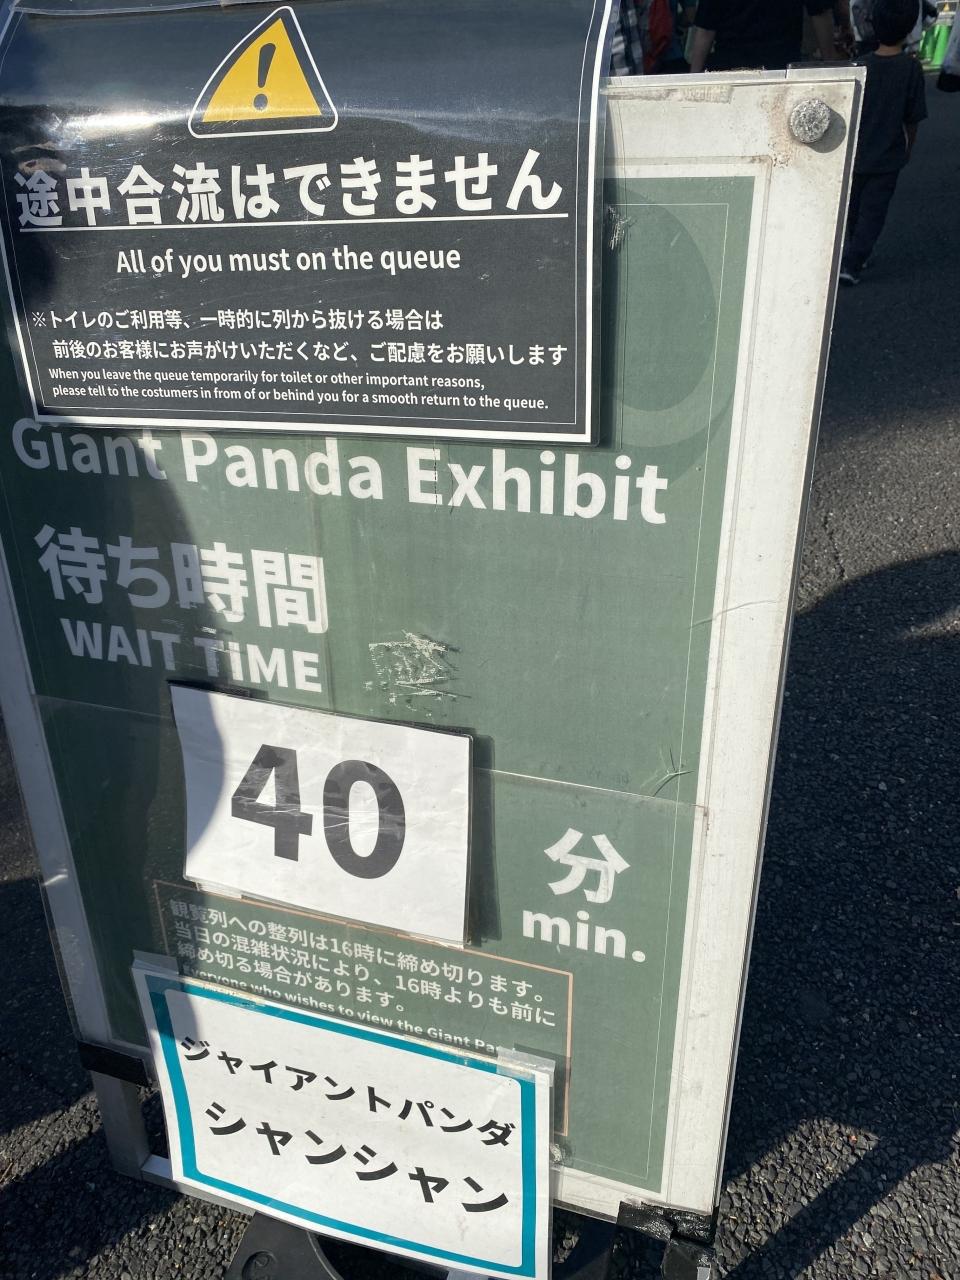 途中合流はできません
All of you must on the queue
※トイレのご利用等、一時的に列から抜ける場合は
前後のお客様にお声がけいただくなど、ご配慮をお願いします
When you leave the queue temporarily for toilet or other important reasons,
please tell to the costumers in from of or behind you for a smooth return to the queue.
Giant Panda Exhibit
待ち時間
WAIT TIME
40
分
min.
観覧列への整列は16時に締め切ります。
当日の混雑状況により、16時よりも前に
締め切る場合があります。
Everyone who wishes to view the Giant
ジャイアントパンダ
シャンシャン